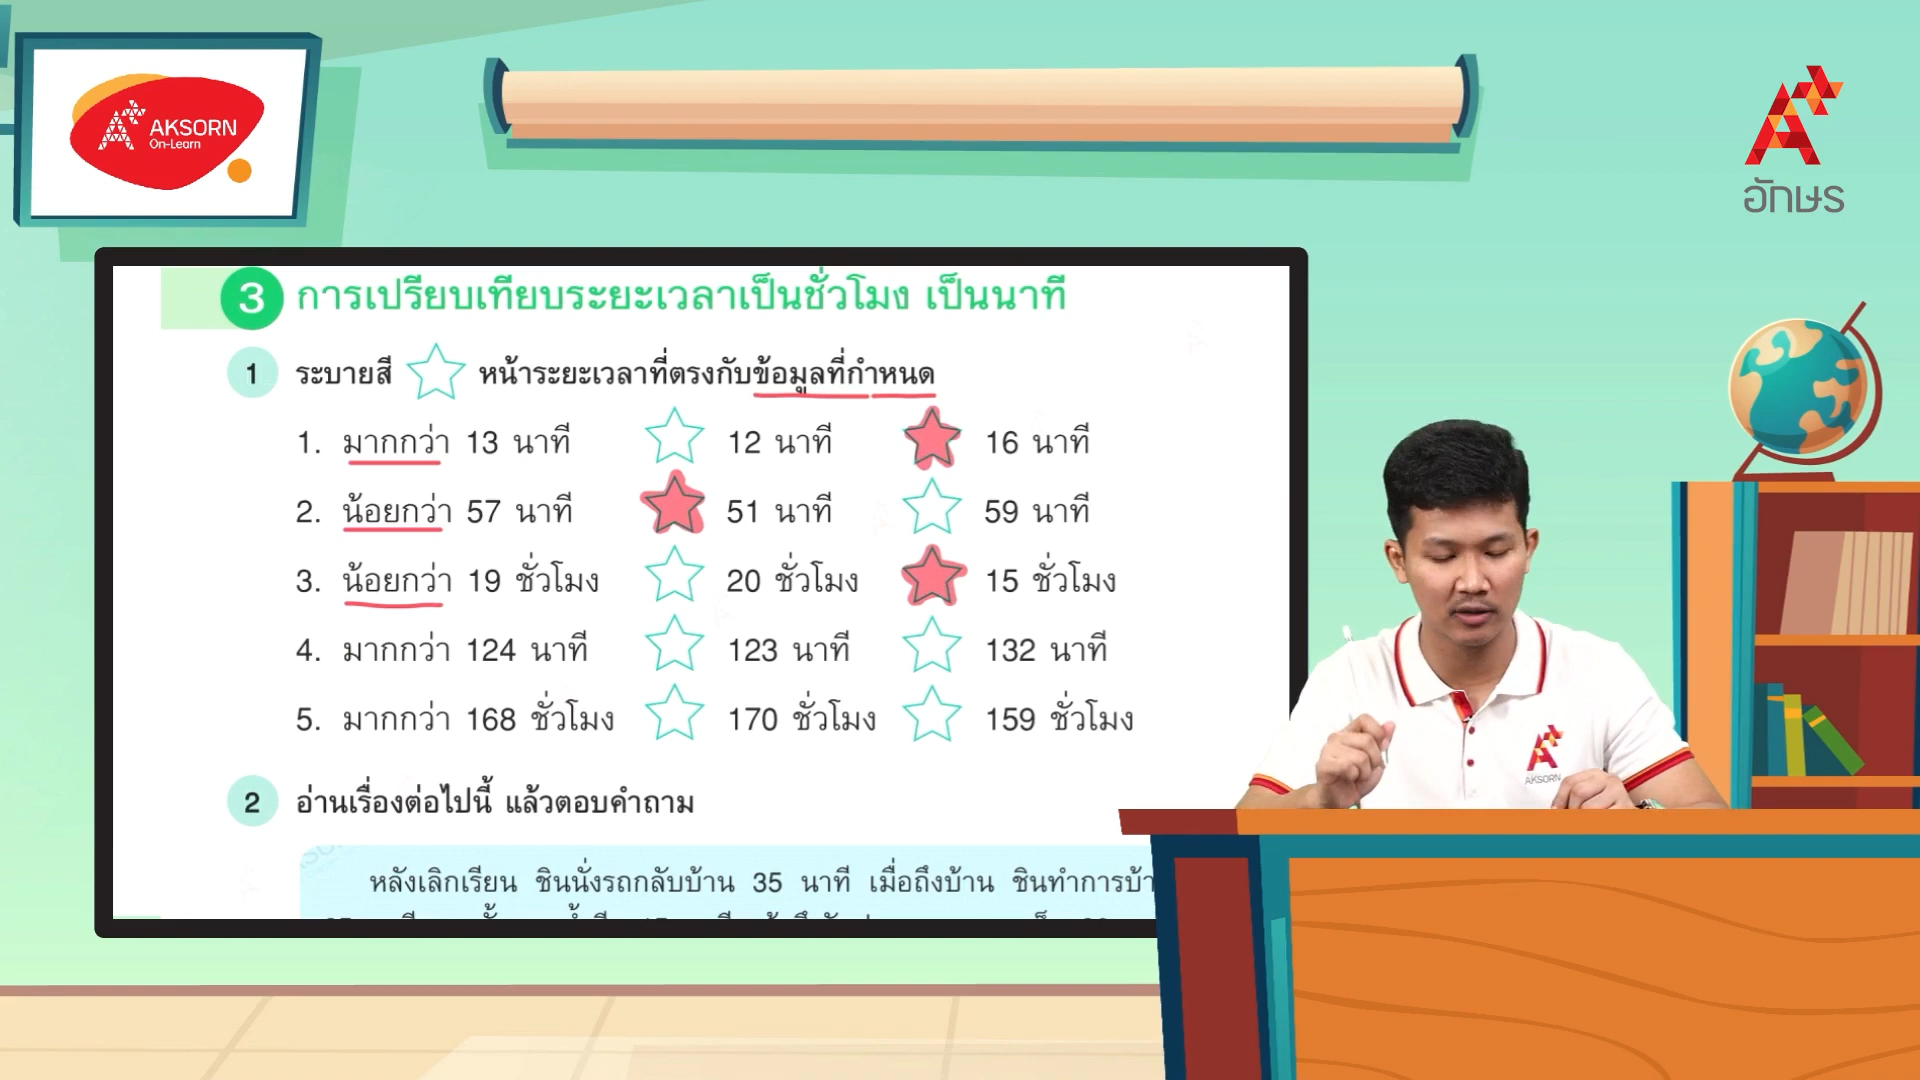 AKSORN
On-Learn
อักษร
3 การเปรียบเทียบระยะเวลาเป็นชั่วโมง เป็นนาที
1 ระบายสี หน้าระยะเวลาที่ตรงกับข้อมูลที่กำหนด
1. มากกว่า 13 นาที 12 นาที 16 นาที
2. น้อยกว่า 57 นาที 51 นาที 59 นาที
3. น้อยกว่า 19 ชั่วโมง 20 ชั่วโมง 15 ชั่วโมง
4. มากกว่า 124 นาที 123 นาที 132 นาที
5. มากกว่า 168 ชั่วโมง 170 ชั่วโมง 159 ชั่วโมง
2 อ่านเรื่องต่อไปนี้ แล้วตอบคำถาม
หลังเลิกเรียน ชินนั่งรถกลับบ้าน 35 นาที เมื่อถึงบ้าน ชินทำการบ้า
AKSORN